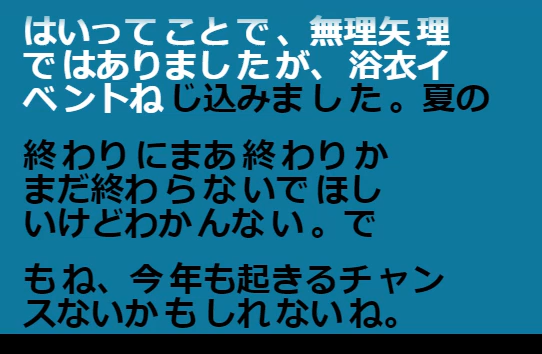 はいってことで、無理矢理
ではありましたが、浴衣イ
ベントねじ込みました。夏の
終わりにまあ終わりか
まだ終わらないでほし
いけどわかんない。で
もね、今年も起きるチャン
スないかもしれないね。